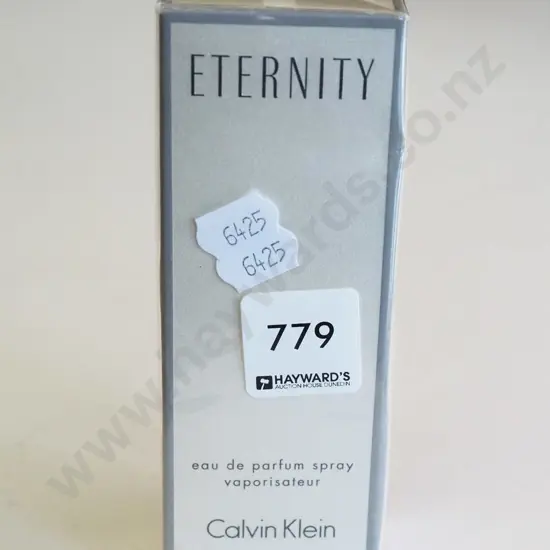 ETERNITY
6425
6425
779
HAYWARD'S
AUCTION HOUSE DUNEDIN
eau de parfum spray
vaporisateur
Calvin Klein
www.haywards.co.nz